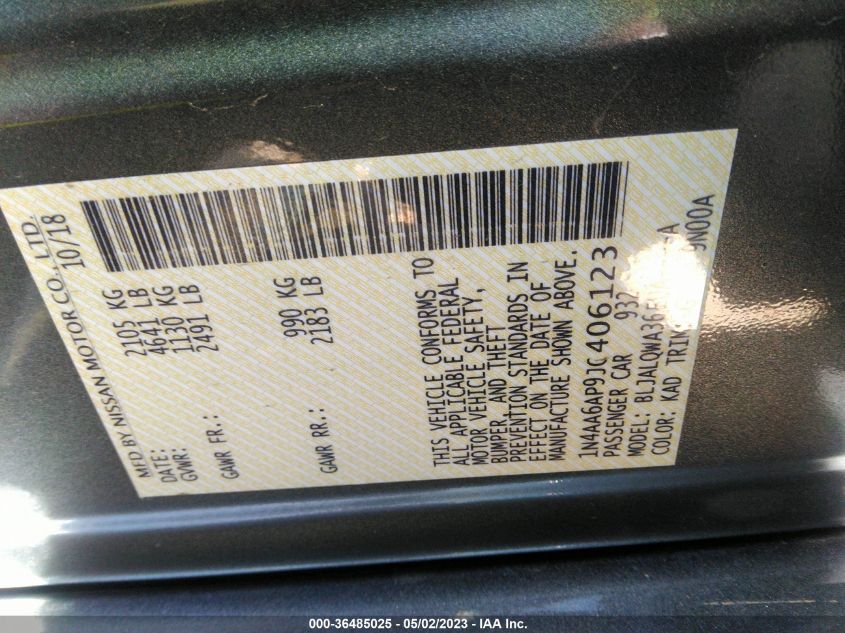 MFD BY NISSAN MOTOR CO., LTD.
DATE: 10/18
GVWR: 2105 KG
4641 LB
GAWR FR.: 1130 KG
2491 LB
GAWR RR.: 990 KG
2183 LB
THIS VEHICLE CONFORMS TO
ALL APPLICABLE FEDERAL
MOTOR VEHICLE SAFETY,
BUMPER, AND THEFT
PREVENTION STANDARDS IN
EFFECT ON THE DATE OF
MANUFACTURE SHOWN ABOVE.
1N4AA6AP9JC406123
PASSENGER CAR 937
MODEL:
COLOR: KAD
000-36485025 - 05/02/2023 - IAA Inc.